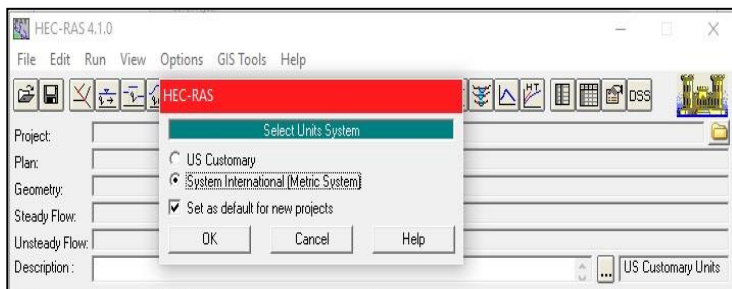 HEC-RAS 4.1.0
File Edit Run View Options GIS Tools Help
HEC-RAS
HT
DSS
Select Units System
Project:
Plan:
US Customary
Geometry:
System International (Metric System)
Steady Flow:
Set as default for new projects
Unsteady Flow:
OK Cancel Help
Description :
... US Customary Units